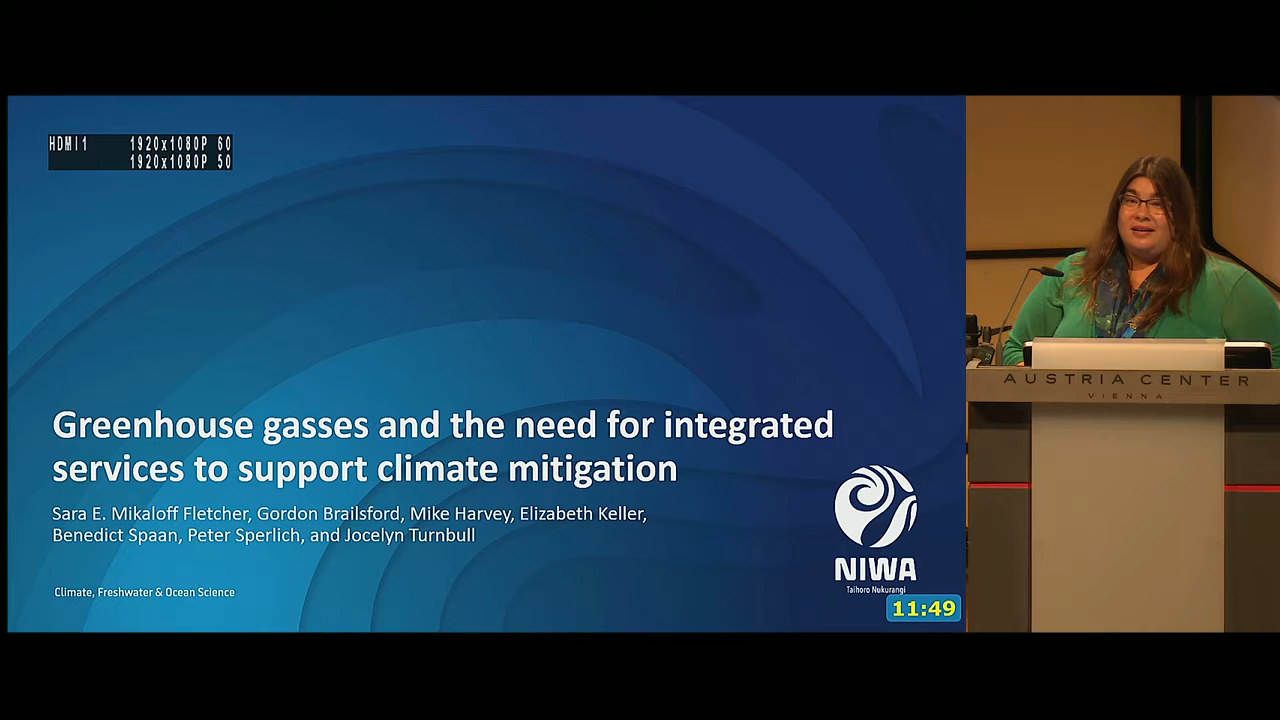 HDMI1 1920x1080P 60
1920x1080P 50
Greenhouse gasses and the need for integrated
services to support climate mitigation
Sara E. Mikaloff Fletcher, Gordon Brailsford, Mike Harvey, Elizabeth Keller,
Benedict Spaan, Peter Sperlich, and Jocelyn Turnbull
Climate, Freshwater & Ocean Science
NIWA
Taihoro Nukurangi
11:49
AUSTRIA CENTER
VIENNA